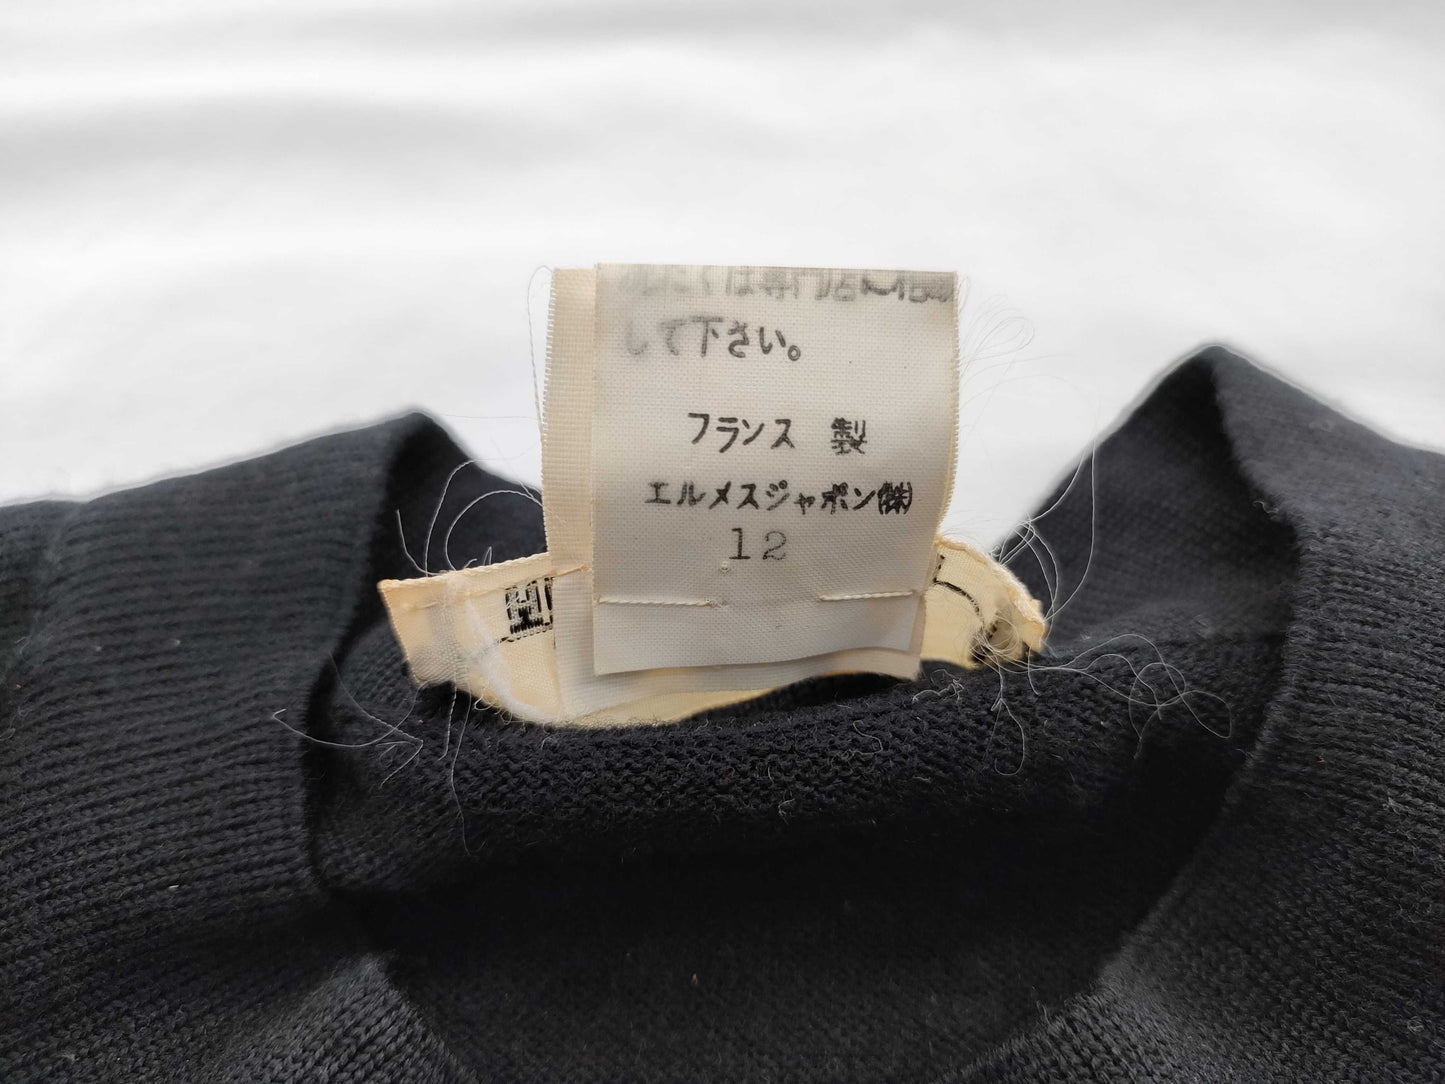 して下さい。
フランス 製
エルメスジャポン(株)
12